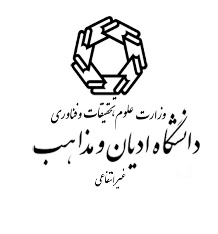 وزارت علوم تحقیقات و فناوری
دانشگاه ادیان و مذاهب
غیرانتفاعی